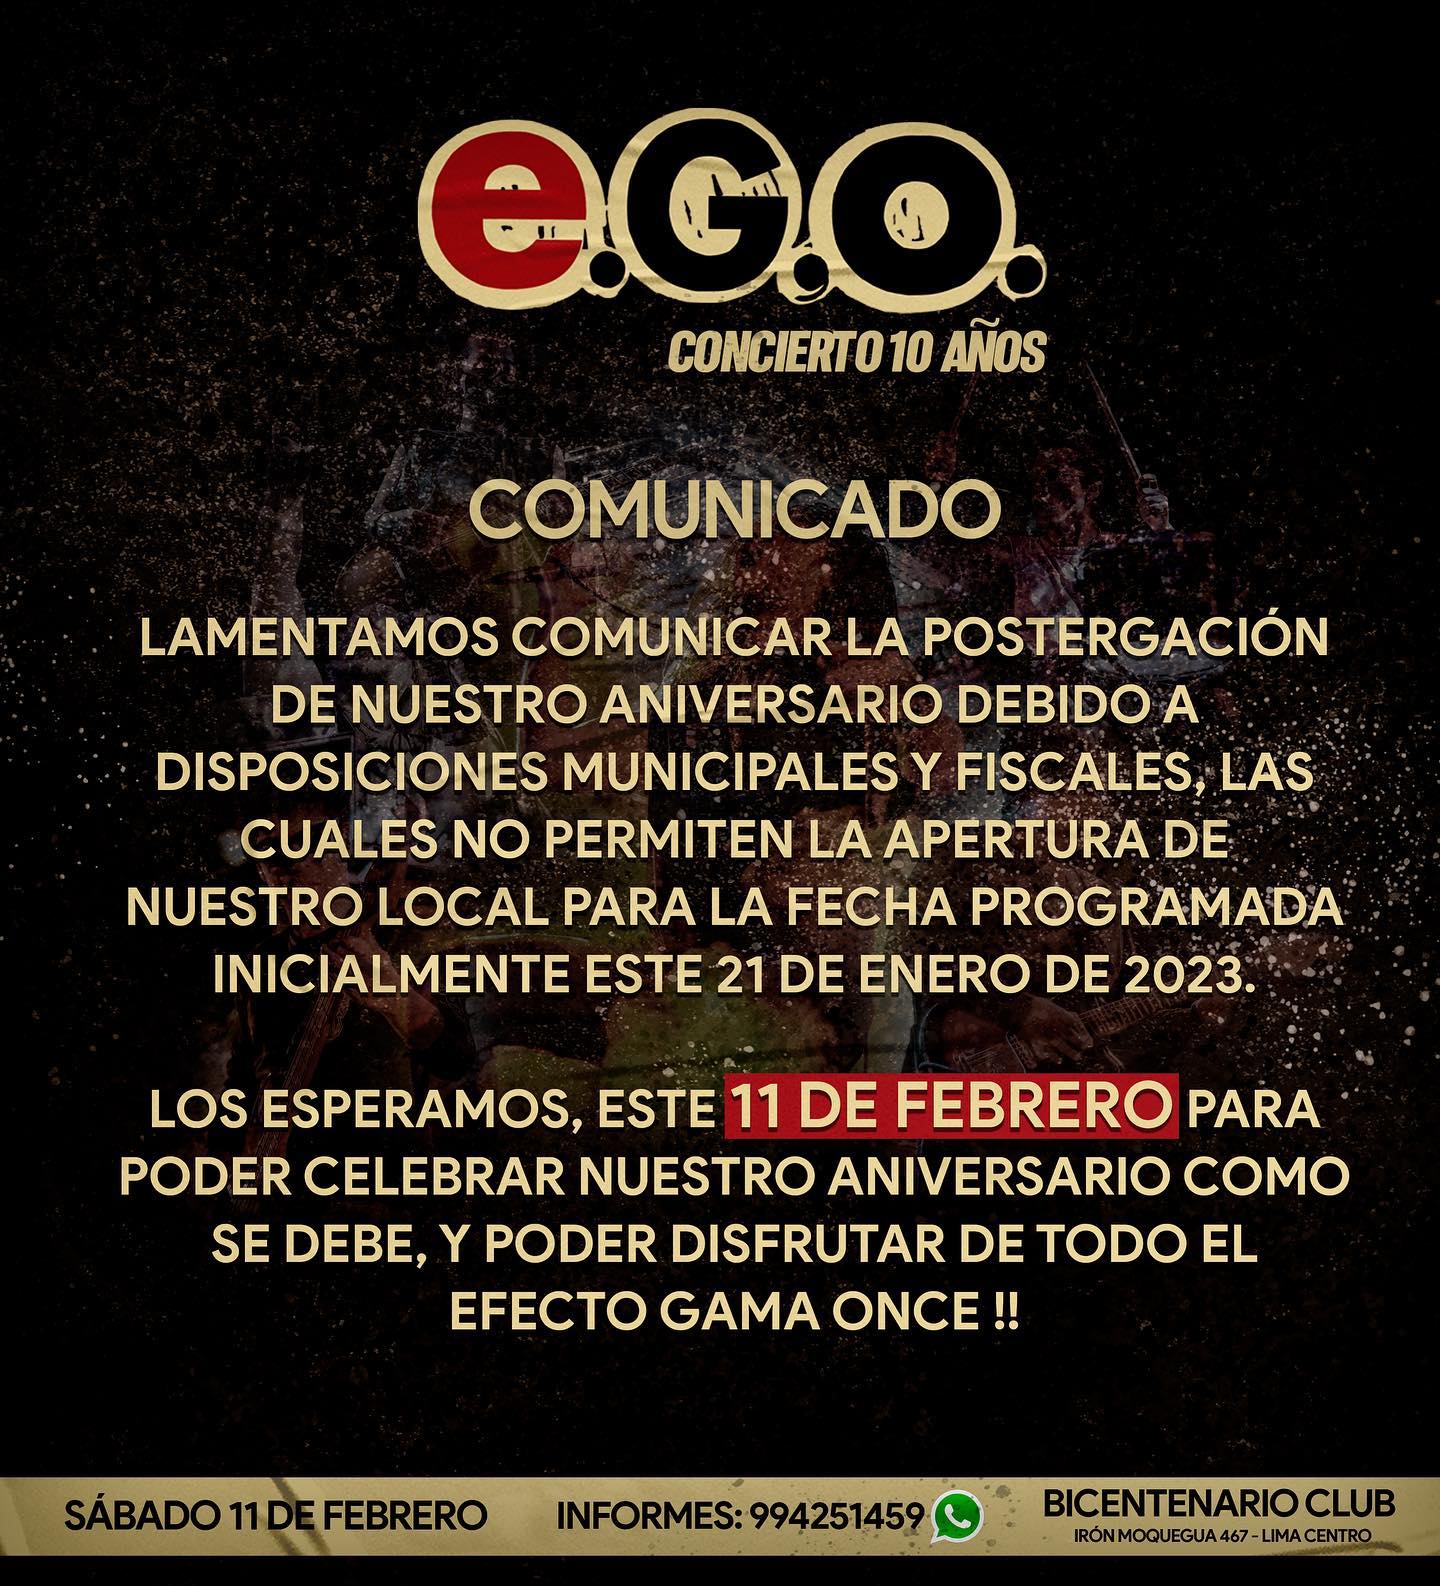 e.G.O.
CONCIERTO 10 AÑOS
COMUNICADO
LAMENTAMOS COMUNICAR LA POSTERGACIÓN
DE NUESTRO ANIVERSARIO DEBIDO A
DISPOSICIONES MUNICIPALES Y FISCALES, LAS
CUALES NO PERMITEN LA APERTURA DE
NUESTRO LOCAL PARA LA FECHA PROGRAMADA
INICIALMENTE ESTE 21 DE ENERO DE 2023.
LOS ESPERAMOS, ESTE 11 DE FEBRERO PARA
PODER CELEBRAR NUESTRO ANIVERSARIO COMO
SE DEBE, Y PODER DISFRUTAR DE TODO EL
EFECTO GAMA ONCE !!
SÁBADO 11 DE FEBRERO
INFORMES: 994251459
BICENTENARIO CLUB
IRÓN MOQUEGUA 467 - LIMA CENTRO